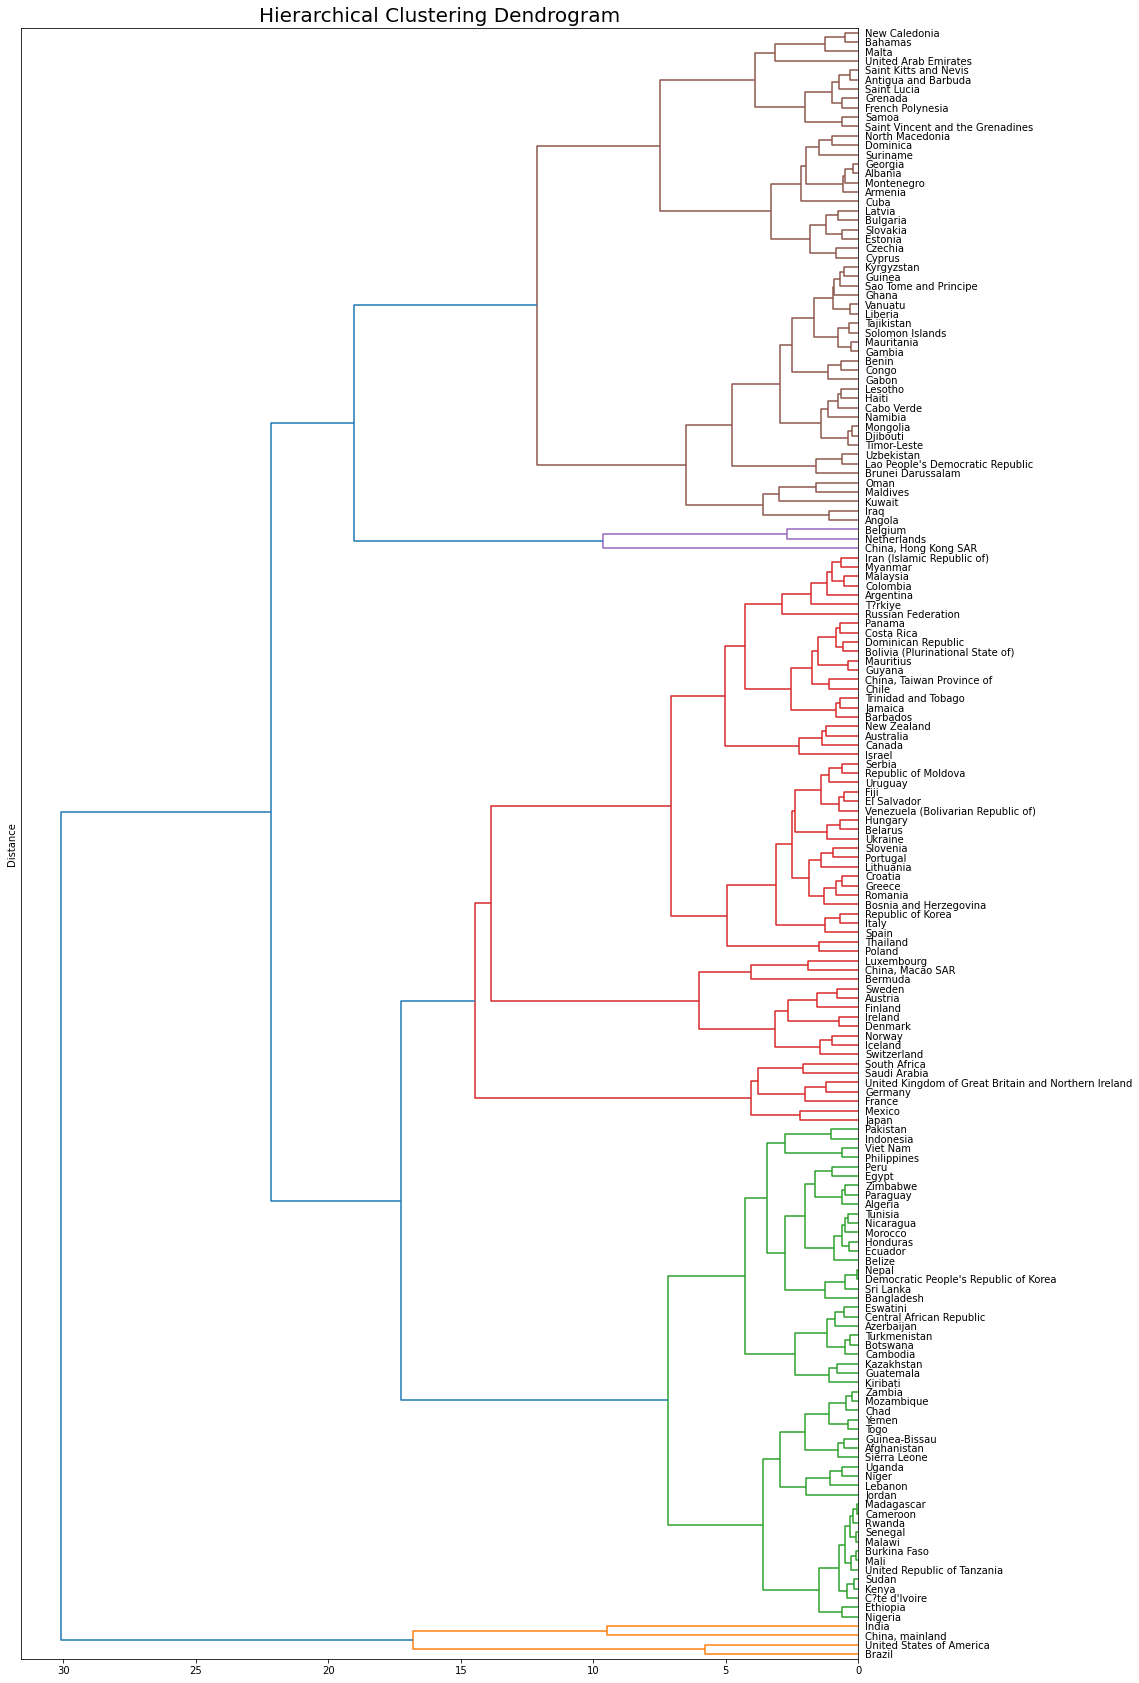 Hierarchical Clustering Dendrogram
New Caledonia
Bahamas
Malta
United Arab Emirates
Saint Kitts and Nevis
Antigua and Barbuda
Saint Lucia
Grenada
French Polynesia
Samoa
Saint Vincent and the Grenadines
North Macedonia
Dominica
Suriname
Georgia
Albania
Montenegro
Armenia
Cuba
Latvia
Bulgaria
Slovakia
Estonia
Czechia
Cyprus
Kyrgyzstan
Guinea
Sao Tome and Principe
Ghana
Vanuatu
Liberia
Tajikistan
Solomon Islands
Mauritania
Gambia
Benin
Congo
Gabon
Lesotho
Haiti
Cabo Verde
Namibia
Mongolia
Djibouti
Timor-Leste
Uzbekistan
Lao People's Democratic Republic
Brunei Darussalam
Oman
Maldives
Kuwait
Iraq
Angola
Belgium
Netherlands
China, Hong Kong SAR
Iran (Islamic Republic of)
Myanmar
Malaysia
Colombia
Argentina
T?rkiye
Russian Federation
Panama
Costa Rica
Dominican Republic
Bolivia (Plurinational State of)
Mauritius
Guyana
China, Taiwan Province of
Chile
Trinidad and Tobago
Jamaica
Barbados
New Zealand
Australia
Canada
Israel
Serbia
Republic of Moldova
Uruguay
Fiji
El Salvador
Venezuela (Bolivarian Republic of)
Hungary
Belarus
Ukraine
Slovenia
Portugal
Lithuania
Croatia
Greece
Romania
Bosnia and Herzegovina
Republic of Korea
Italy
Spain
Thailand
Poland
Luxembourg
China, Macao SAR
Bermuda
Sweden
Austria
Finland
Ireland
Denmark
Norway
Iceland
Switzerland
South Africa
Saudi Arabia
United Kingdom of Great Britain and Northern Ireland
Germany
France
Mexico
Japan
Pakistan
Indonesia
Viet Nam
Philippines
Peru
Egypt
Zimbabwe
Paraguay
Algeria
Tunisia
Nicaragua
Morocco
Honduras
Ecuador
Belize
Nepal
Democratic People's Republic of Korea
Sri Lanka
Bangladesh
Eswatini
Central African Republic
Azerbaijan
Turkmenistan
Botswana
Cambodia
Kazakhstan
Guatemala
Kiribati
Zambia
Mozambique
Chad
Yemen
Togo
Guinea-Bissau
Afghanistan
Sierra Leone
Uganda
Niger
Lebanon
Jordan
Madagascar
Cameroon
Rwanda
Senegal
Malawi
Burkina Faso
Mali
United Republic of Tanzania
Sudan
Kenya
C?te d'Ivoire
Ethiopia
Nigeria
India
China, mainland
United States of America
Brazil
Distance
30 25 20 15 10 5 0